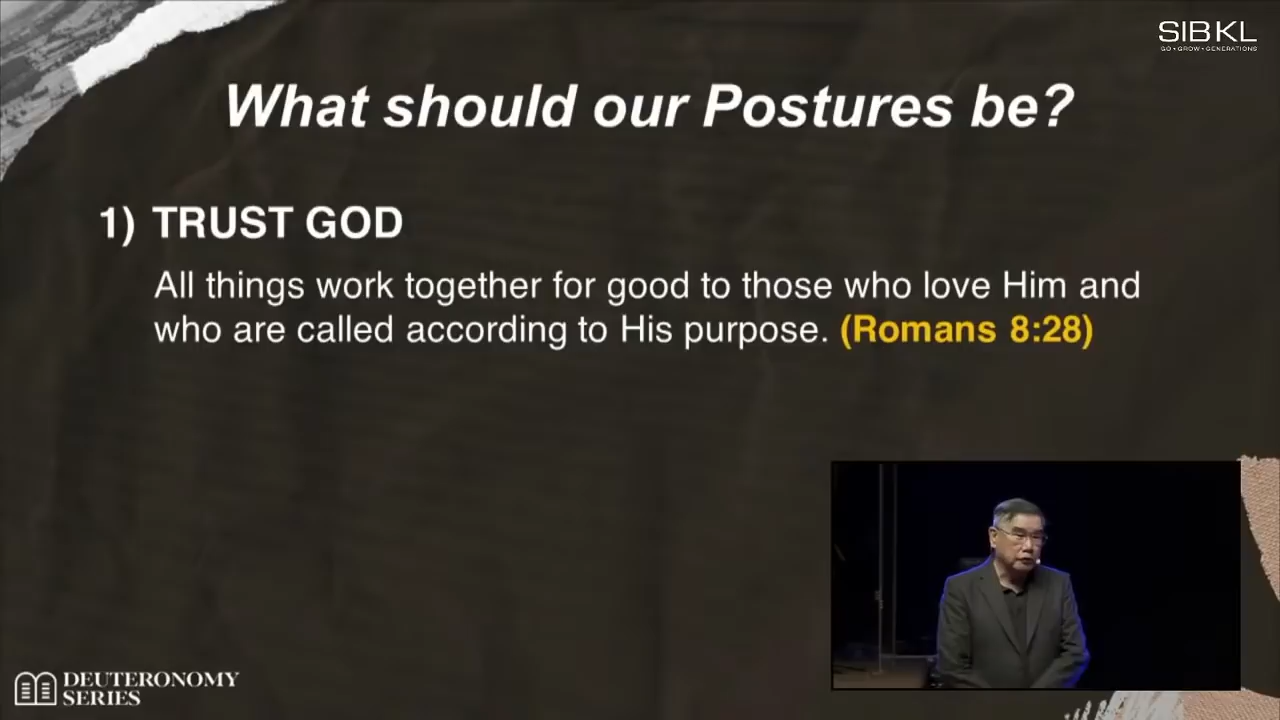 SIBKL
GO • GROW • GENERATIONS
What should our Postures be?
1) TRUST GOD
All things work together for good to those who love Him and
who are called according to His purpose. (Romans 8:28)
DEUTERONOMY
SERIES